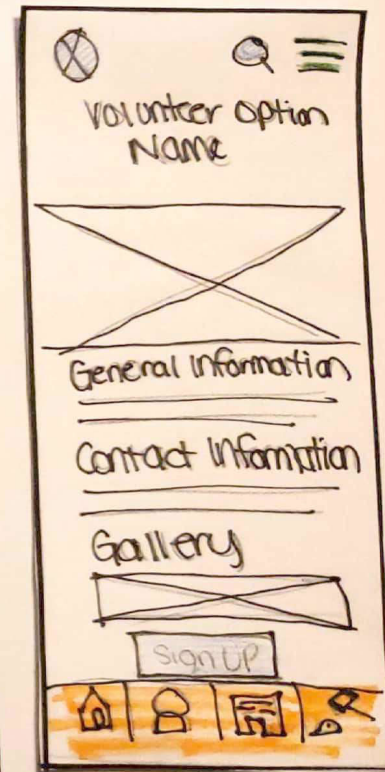 Volunteer Option
Name
General Information
Contact Information
Gallery
Sign UP